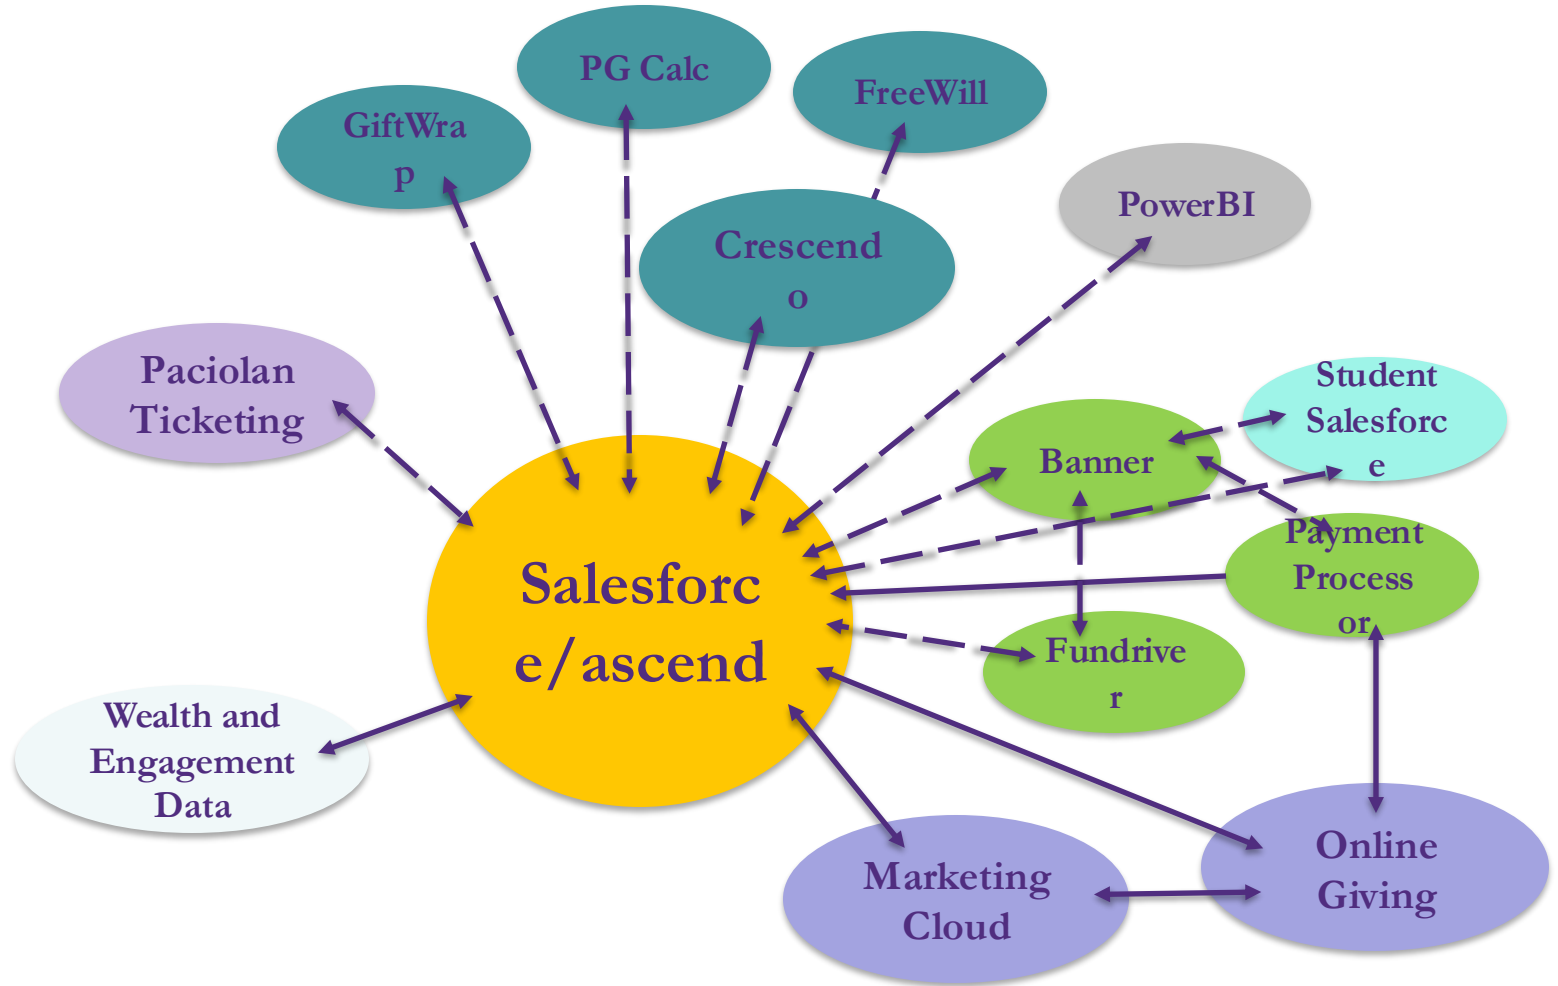 PG Calc
FreeWill
GiftWra
p
PowerBI
Crescend
o
Paciolan
Ticketing
Student
Salesforc
e
Banner
Payment
Process
or
Salesforc
e/ascend
Fundrive
r
Wealth and
Engagement
Data
Online
Giving
Marketing
Cloud